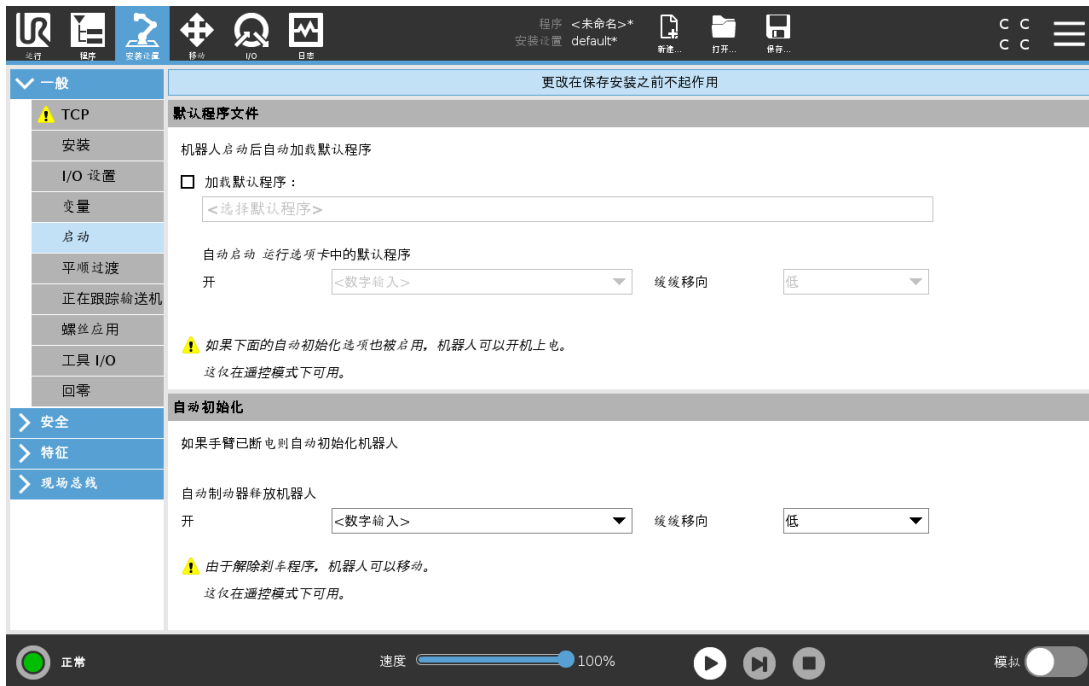 UR
运行
程序
安装设置
移动
I/O
日志
程序 <未命名>*
安装设置 default*
新建...
打开...
保存...
C C
C C
一般
TCP
安装
I/O 设置
变量
启动
平顺过渡
正在跟踪输送机
螺丝应用
工具 I/O
回零
安全
特征
现场总线
更改在保存安装之前不起作用
默认程序文件
机器人启动后自动加载默认程序
加载默认程序：
<选择默认程序>
自动启动 运行选项卡中的默认程序
开 <数字输入> 缓缓移向 低
如果下面的自动初始化选项也被启用，机器人可以开机上电。
这仅在遥控模式下可用。
自动初始化
如果手臂已断电则自动初始化机器人
自动制动器释放机器人
开 <数字输入> 缓缓移向 低
由于解除刹车程序，机器人可以移动。
这仅在遥控模式下可用。
正常
速度 100%
模拟